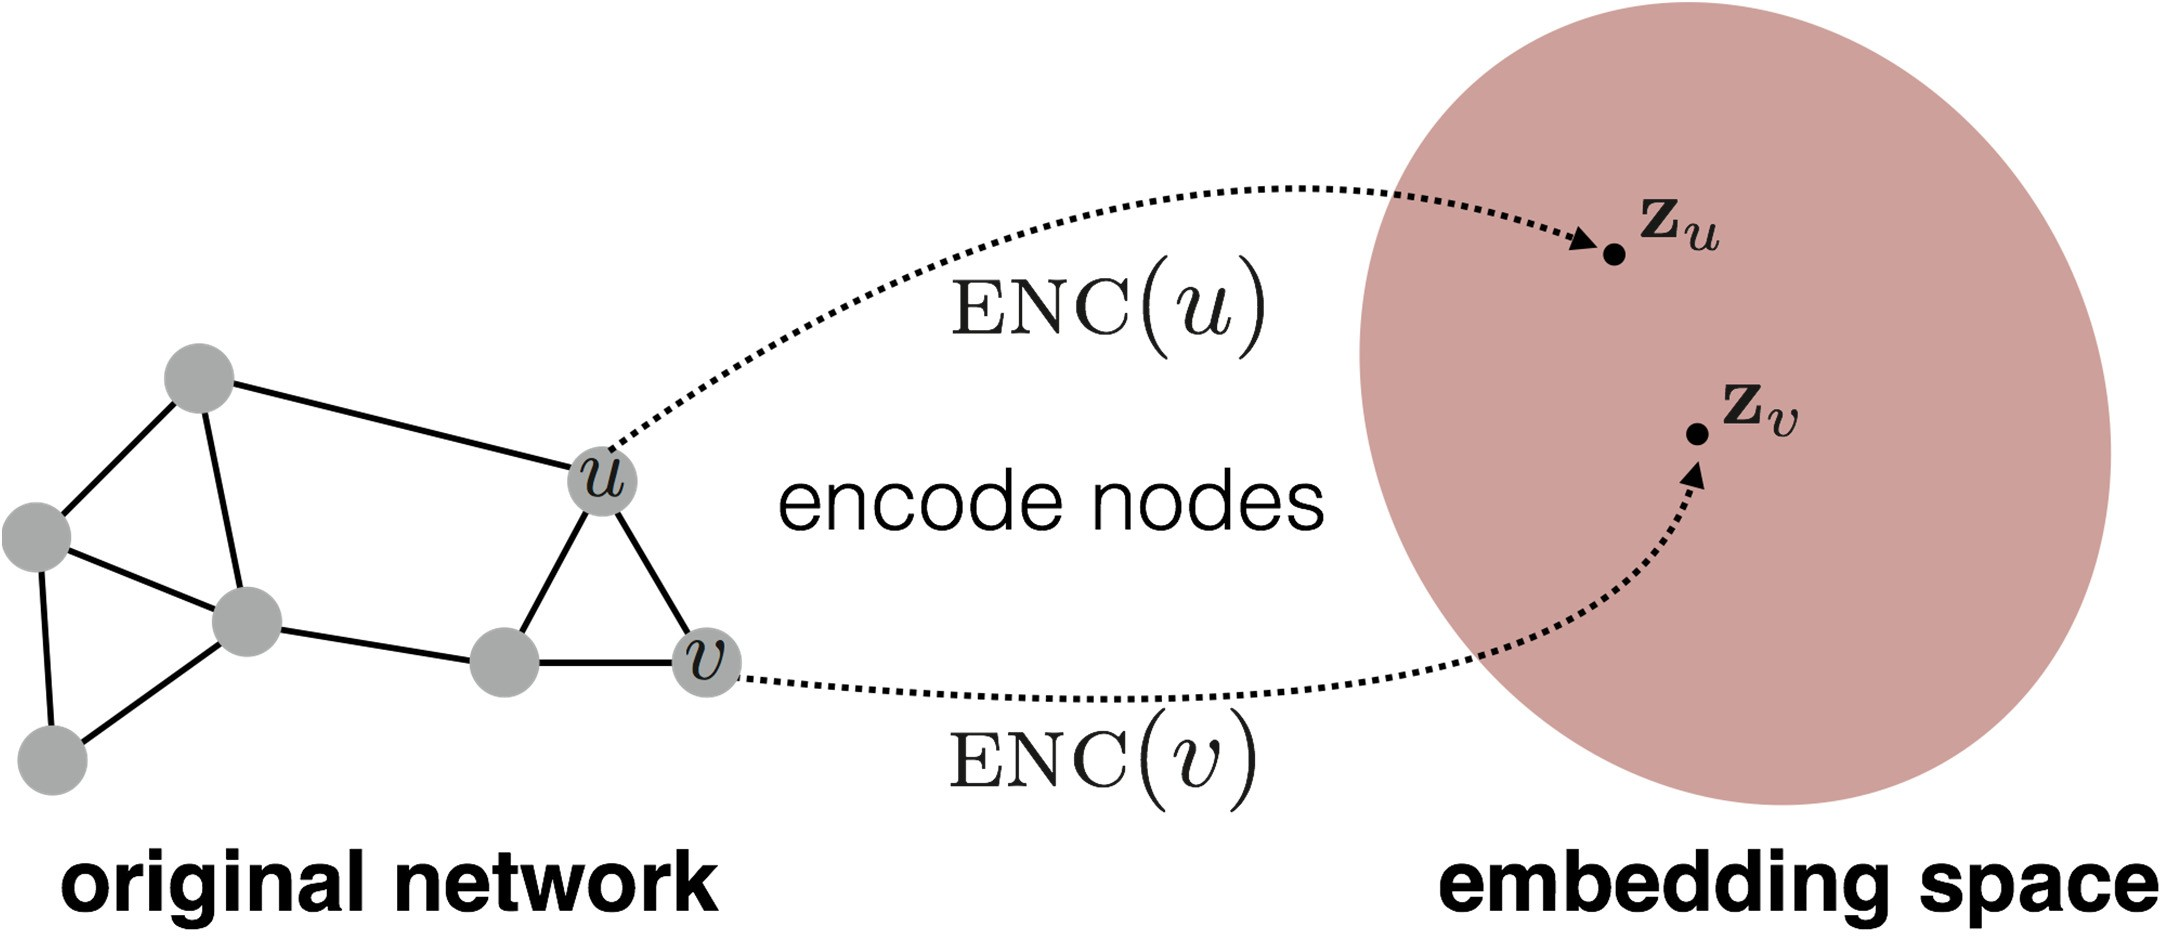 z_u
ENC(u)
u
z_v
encode nodes
v
ENC(v)
original network
embedding space